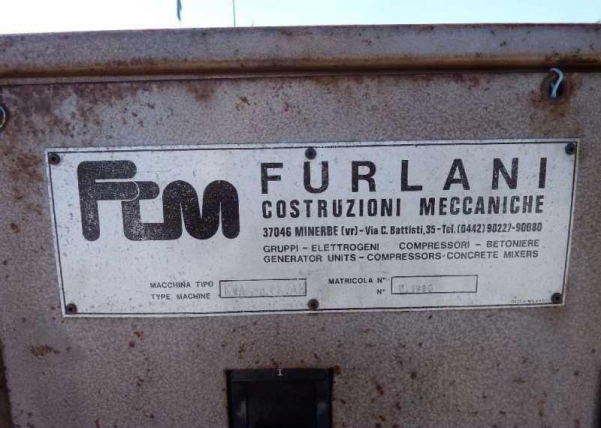 FCM
FURLANI
COSTRUZIONI MECCANICHE
37046 MINERBE (vr) - Via C. Battisti, 35 - Tel. (0442) 98227-90080
GRUPPI - ELETTROGENI COMPRESSORI - BETONIERE
GENERATOR UNITS - COMPRESSORS - CONCRETE MIXERS
MACCHINA TIPO MATRICOLA N°
TYPE MACHINE N°